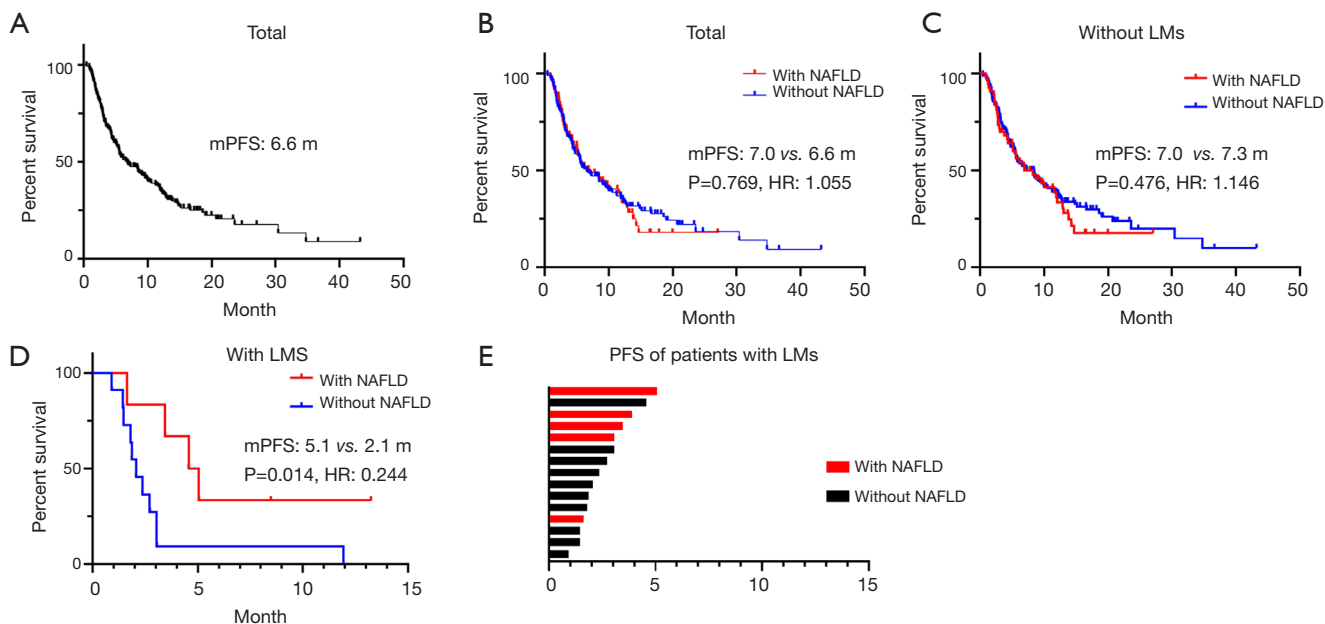 A
Total
Percent survival
100
50
0
mPFS: 6.6 m
0 10 20 30 40 50
Month
B
Total
Percent survival
100
50
0
With NAFLD
Without NAFLD
mPFS: 7.0 vs. 6.6 m
P=0.769, HR: 1.055
0 10 20 30 40 50
Month
C
Without LMs
Percent survival
100
50
0
With NAFLD
Without NAFLD
mPFS: 7.0 vs. 7.3 m
P=0.476, HR: 1.146
0 10 20 30 40 50
Month
D
With LMS
Percent survival
100
50
0
With NAFLD
Without NAFLD
mPFS: 5.1 vs. 2.1 m
P=0.014, HR: 0.244
0 5 10 15
Month
E
PFS of patients with LMs
With NAFLD
Without NAFLD
0 5 10 15